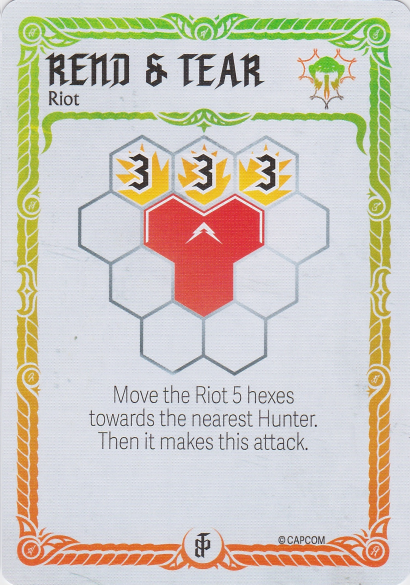 REND & TEAR
Riot
3 3 3
Move the Riot 5 hexes
towards the nearest Hunter.
Then it makes this attack.
© CAPCOM